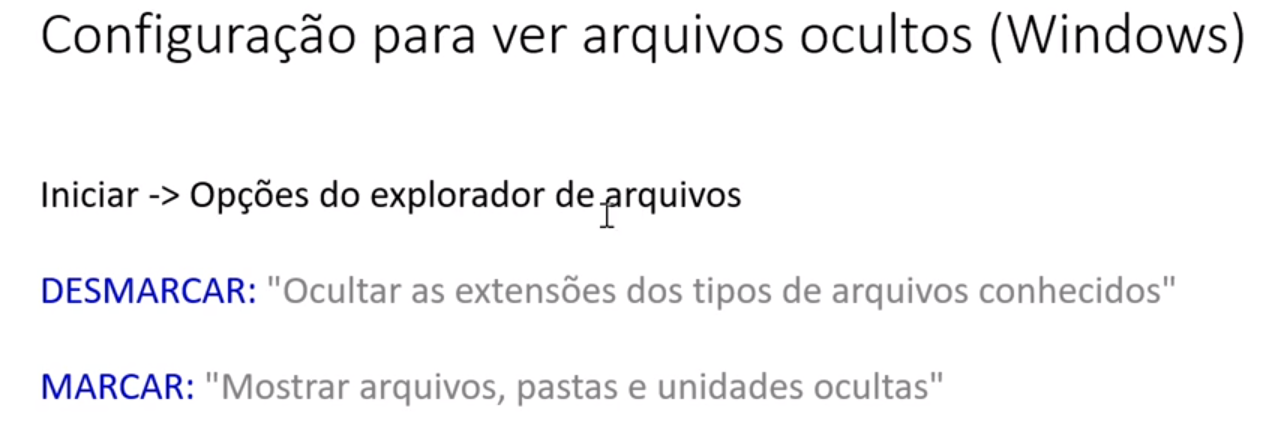 Configuração para ver arquivos ocultos (Windows)
Iniciar -> Opções do explorador de arquivos
DESMARCAR: "Ocultar as extensões dos tipos de arquivos conhecidos"
MARCAR: "Mostrar arquivos, pastas e unidades ocultas"